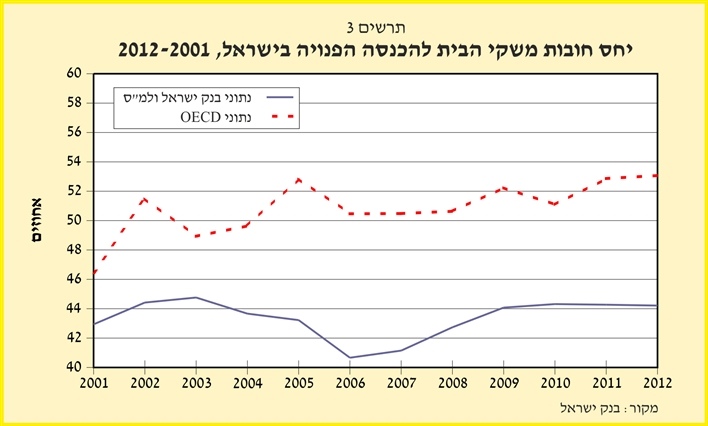 תרשים 3
יחס חובות משקי הבית להכנסה הפנויה בישראל, 2012-2001
אחוזים
60
58
56
54
52
50
48
46
44
42
40
נתוני בנק ישראל ולמ״ס
נתוני OECD
2001 2002 2003 2004 2005 2006 2007 2008 2009 2010 2011 2012
מקור: בנק ישראל